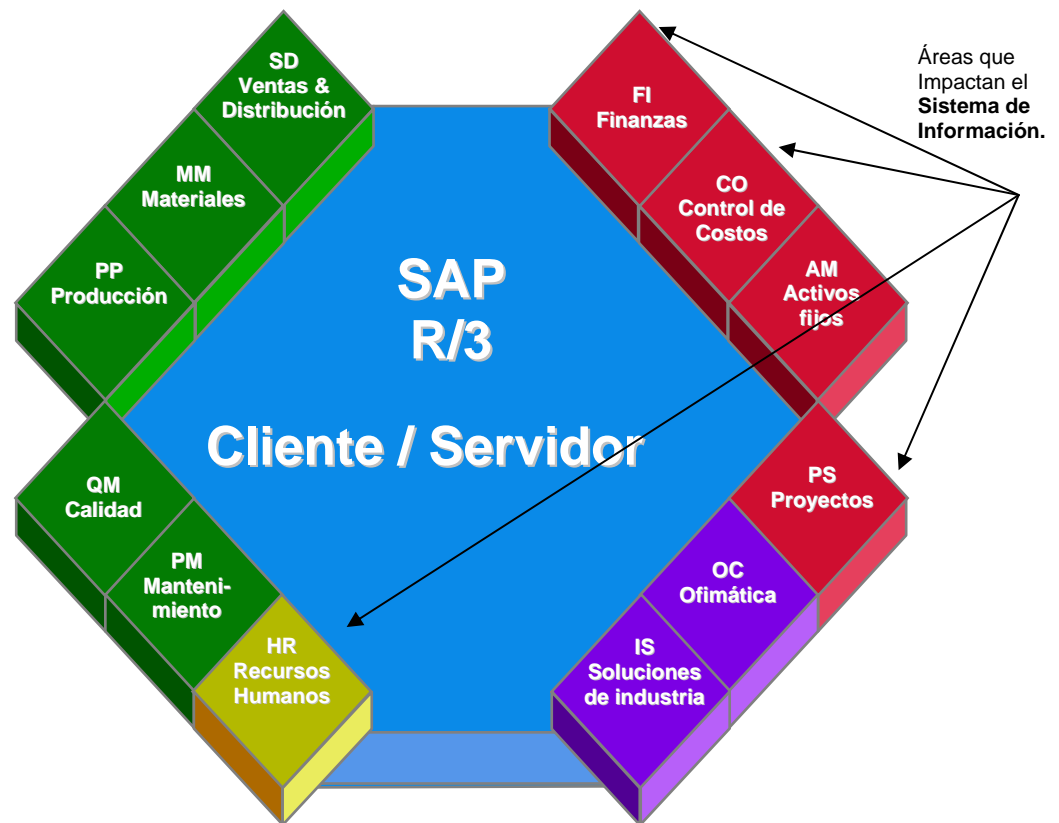 SD
Ventas &
Distribución
MM
Materiales
PP
Producción
QM
Calidad
PM
Manteni-
miento
HR
Recursos
Humanos
SAP
R/3
Cliente / Servidor
FI
Finanzas
CO
Control de
Costos
AM
Activos
fijos
PS
Proyectos
OC
Ofimática
IS
Soluciones
de industria
Áreas que
Impactan el
Sistema de
Información.